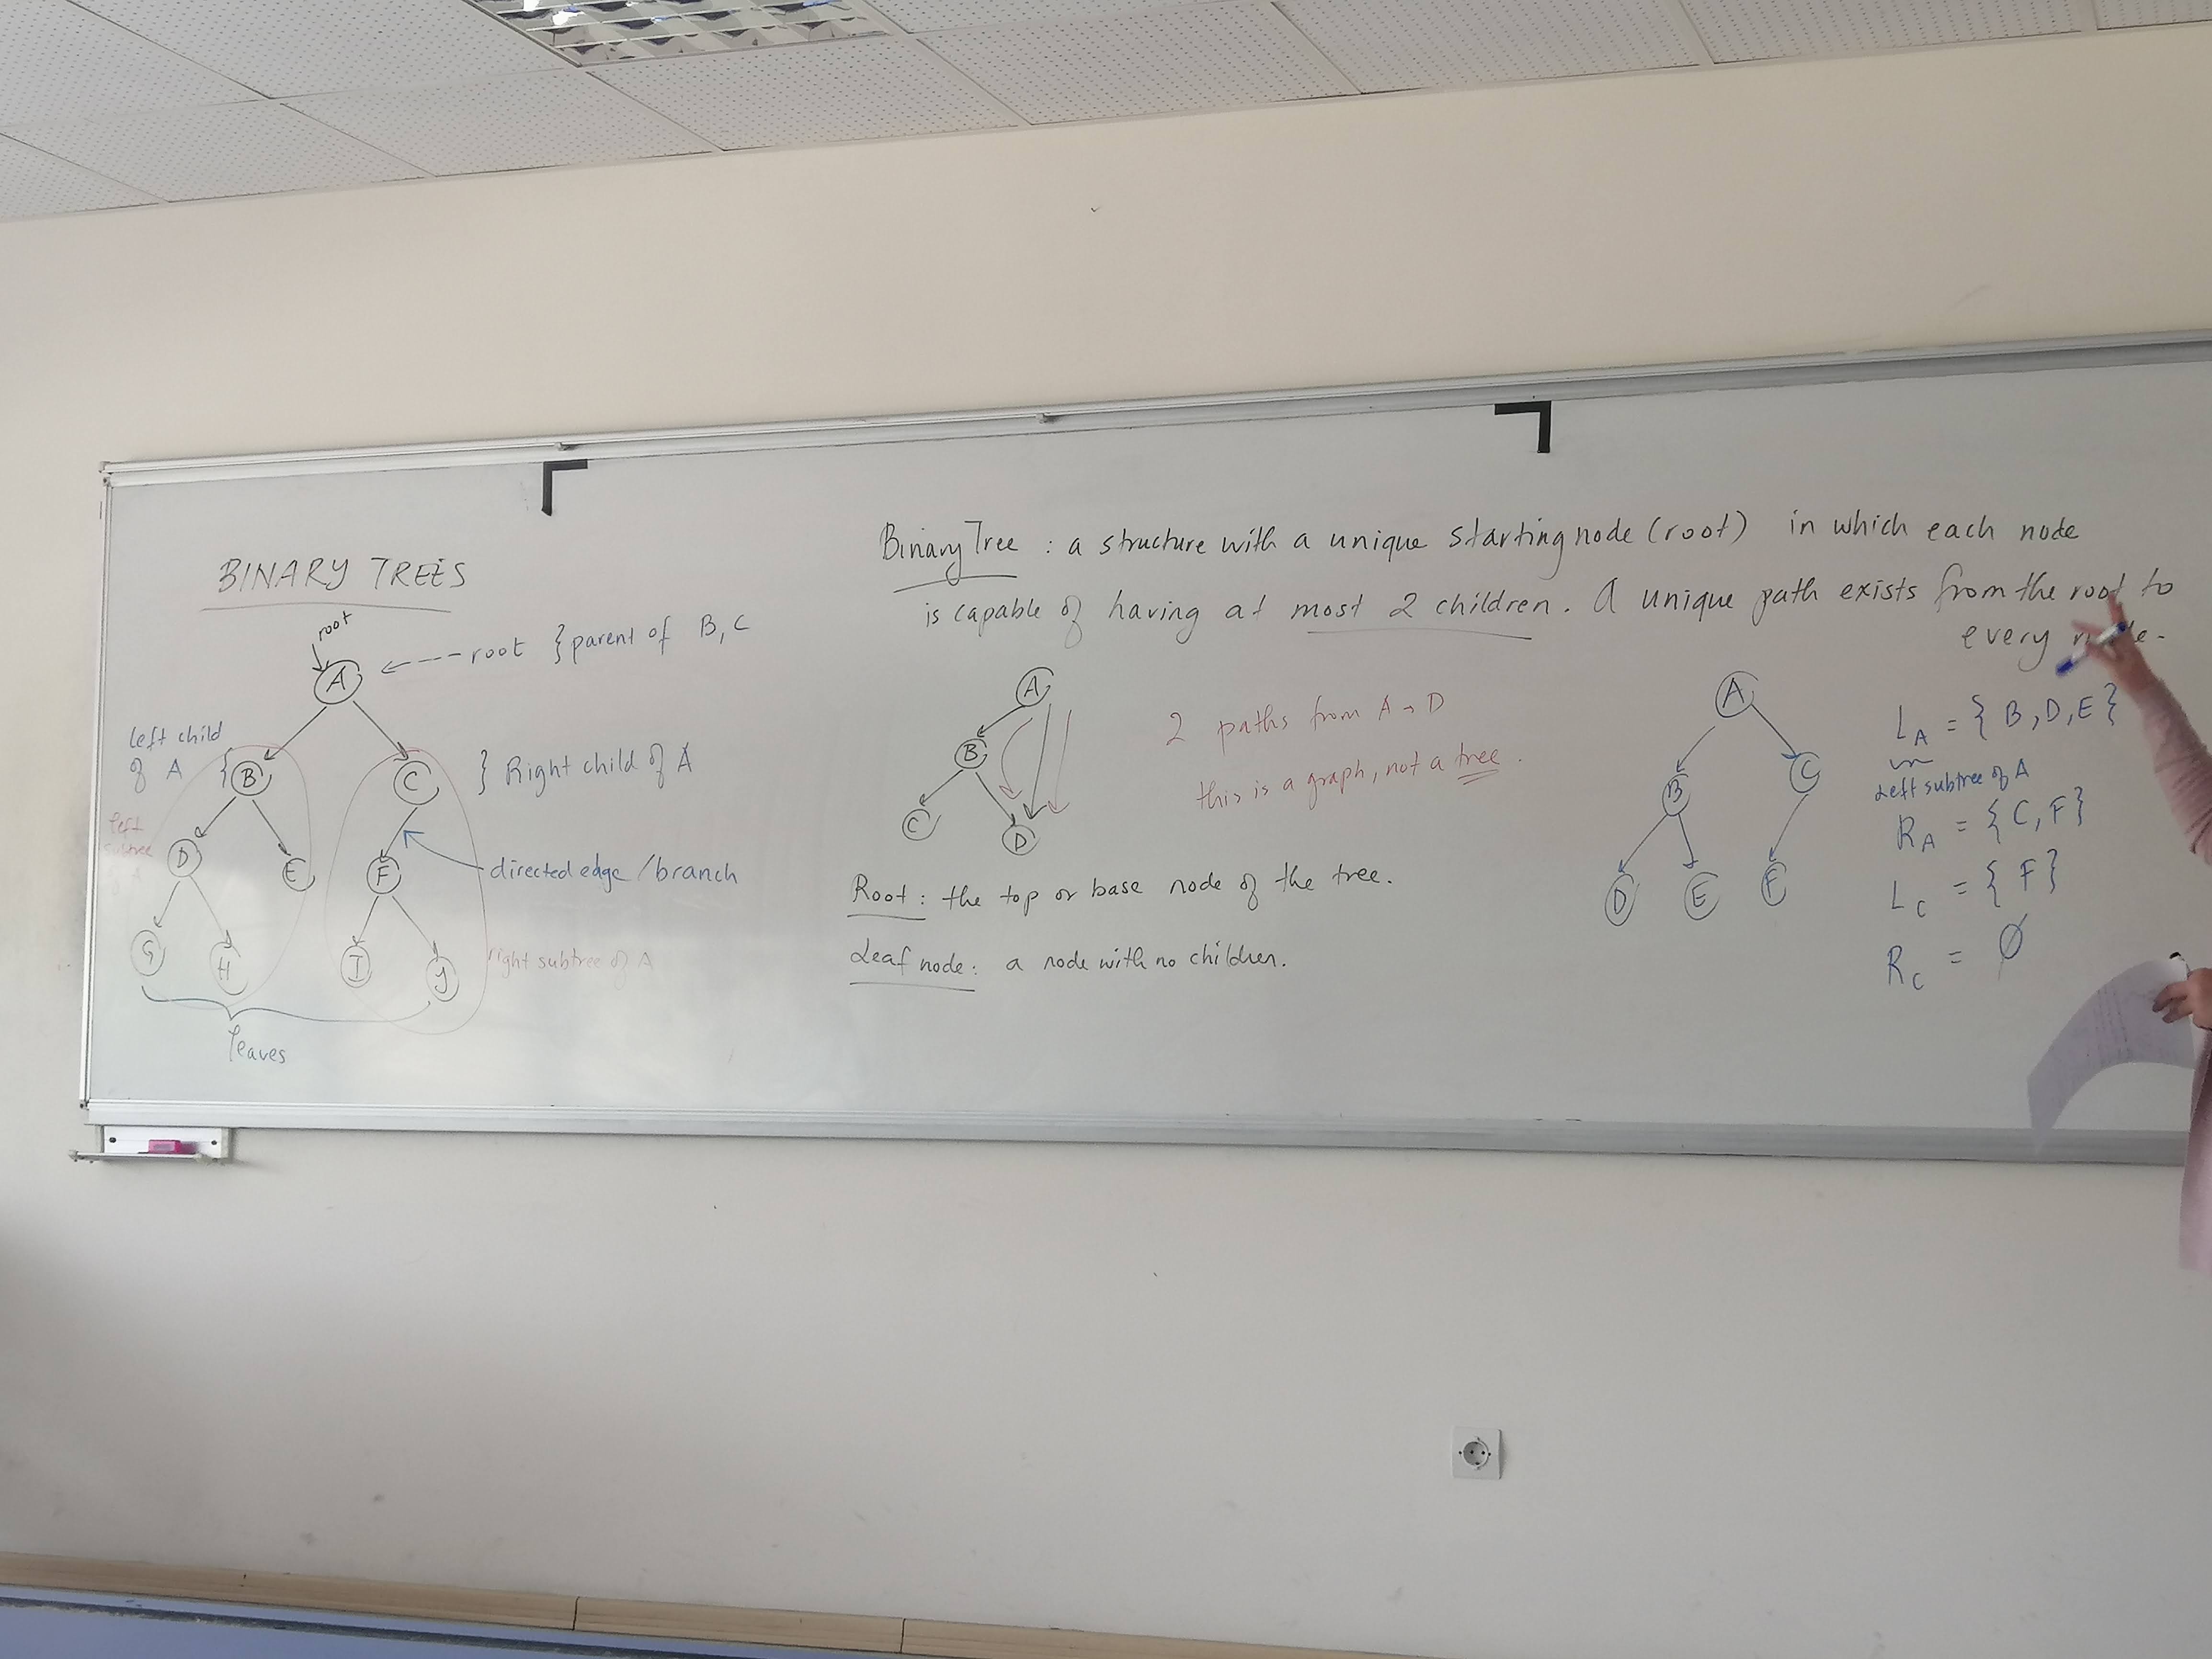 BINARY TREES
root
A
root } parent of B, C
left child
of A {
B
C
} Right child of A
left
subtree
of A
D
E
F
directed edge / branch
G
H
I
J
right subtree of A
leaves
Binary Tree : a structure with a unique starting node (root) in which each node
is capable of having at most 2 children. A unique path exists from the root to
every node.
A
B
C
D
2 paths from A → D
this is a graph, not a tree.
Root : the top or base node of the tree.
Leaf node : a node with no children.
A
B
C
D
E
F
L_A = { B, D, E }
Left subtree of A
R_A = { C, F }
L_C = { F }
R_C = ∅